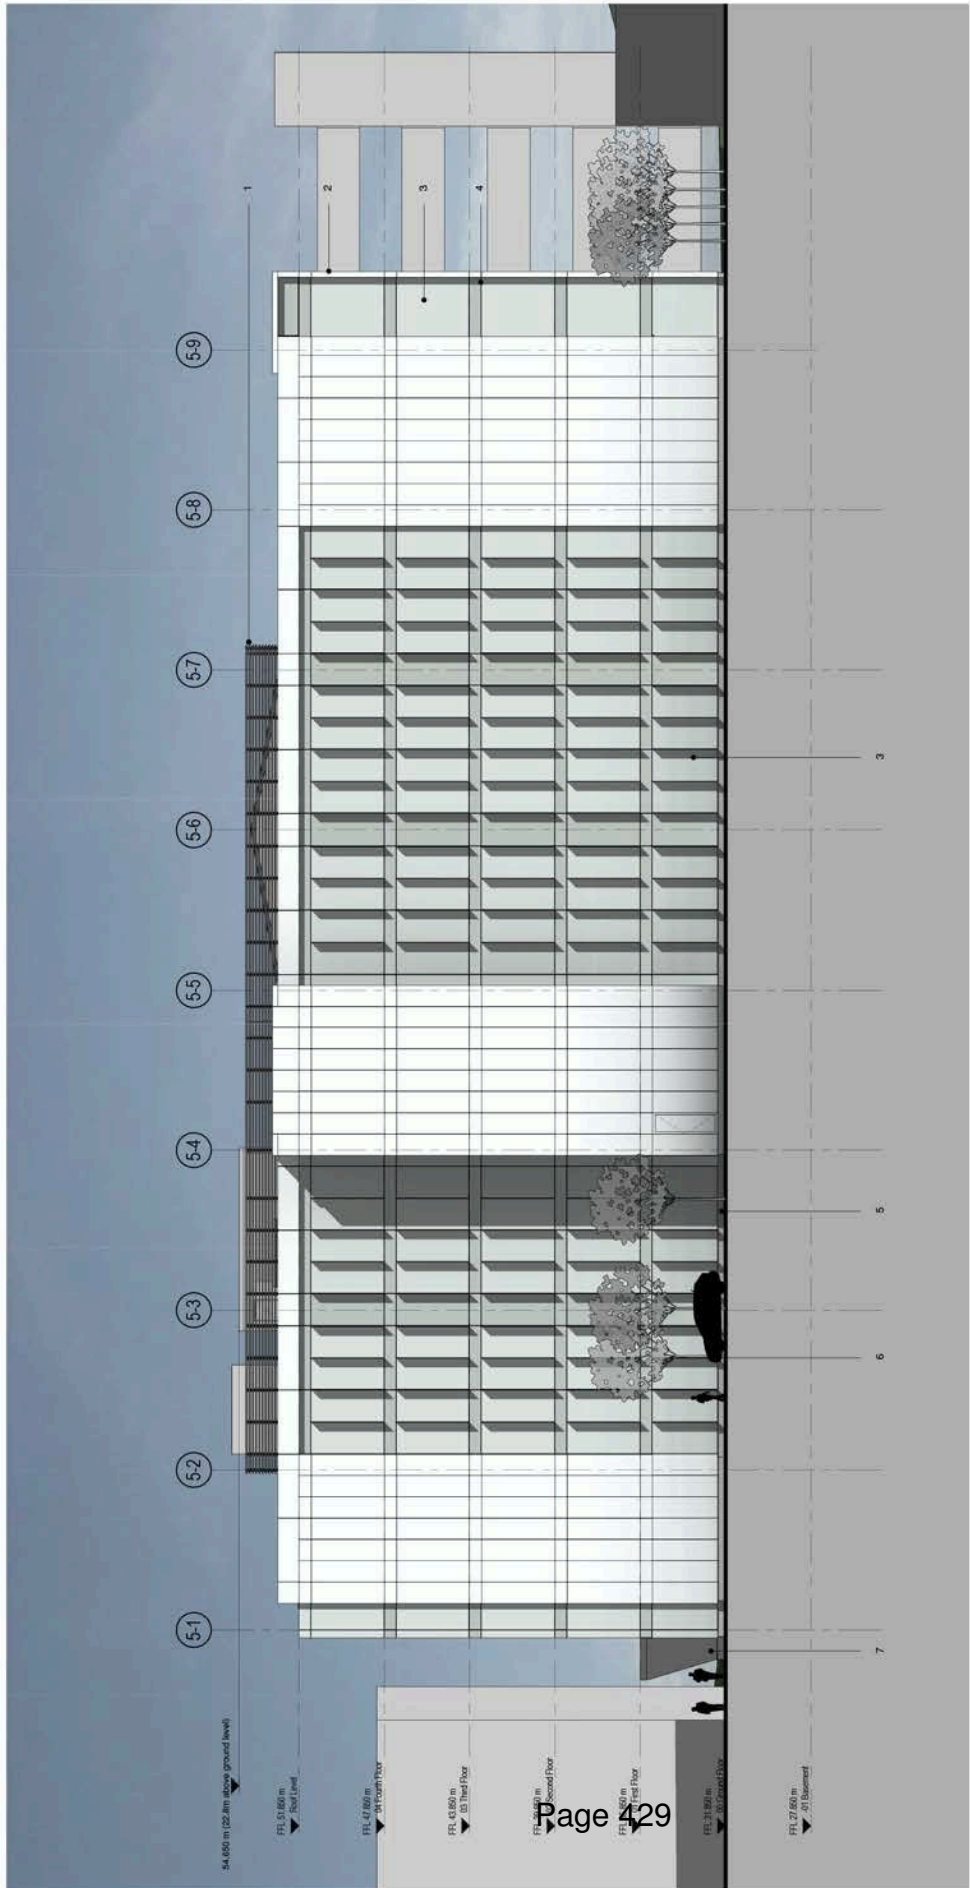 54.650 m (22.8m above ground level)
FFL 51.850 m
Roof Level
FFL 47.850 m
04 Fourth Floor
FFL 43.850 m
03 Third Floor
Second Floor
First Floor
FFL 31.850 m
00 Ground Floor
FFL 27.850 m
-01 Basement
5-1
5-2
5-3
5-4
5-5
5-6
5-7
5-8
5-9
1
2
3
4
3
5
6
7
Page 429